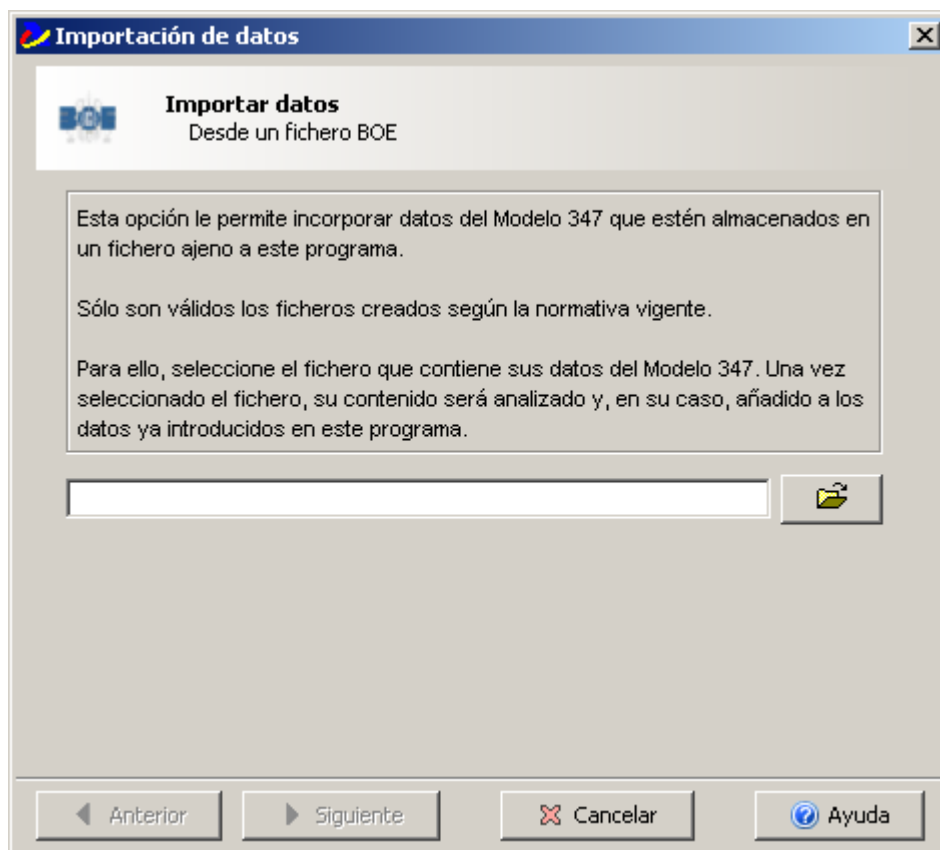 Importación de datos
Importar datos
Desde un fichero BOE
BOE
Esta opción le permite incorporar datos del Modelo 347 que estén almacenados en
un fichero ajeno a este programa.
Sólo son válidos los ficheros creados según la normativa vigente.
Para ello, seleccione el fichero que contiene sus datos del Modelo 347. Una vez
seleccionado el fichero, su contenido será analizado y, en su caso, añadido a los
datos ya introducidos en este programa.
Anterior
Siguiente
Cancelar
Ayuda